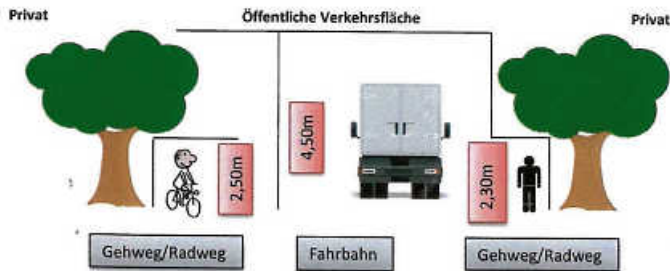 Privat
Öffentliche Verkehrsfläche
Privat
2,50m
4,50m
2,30m
Gehweg/Radweg
Fahrbahn
Gehweg/Radweg